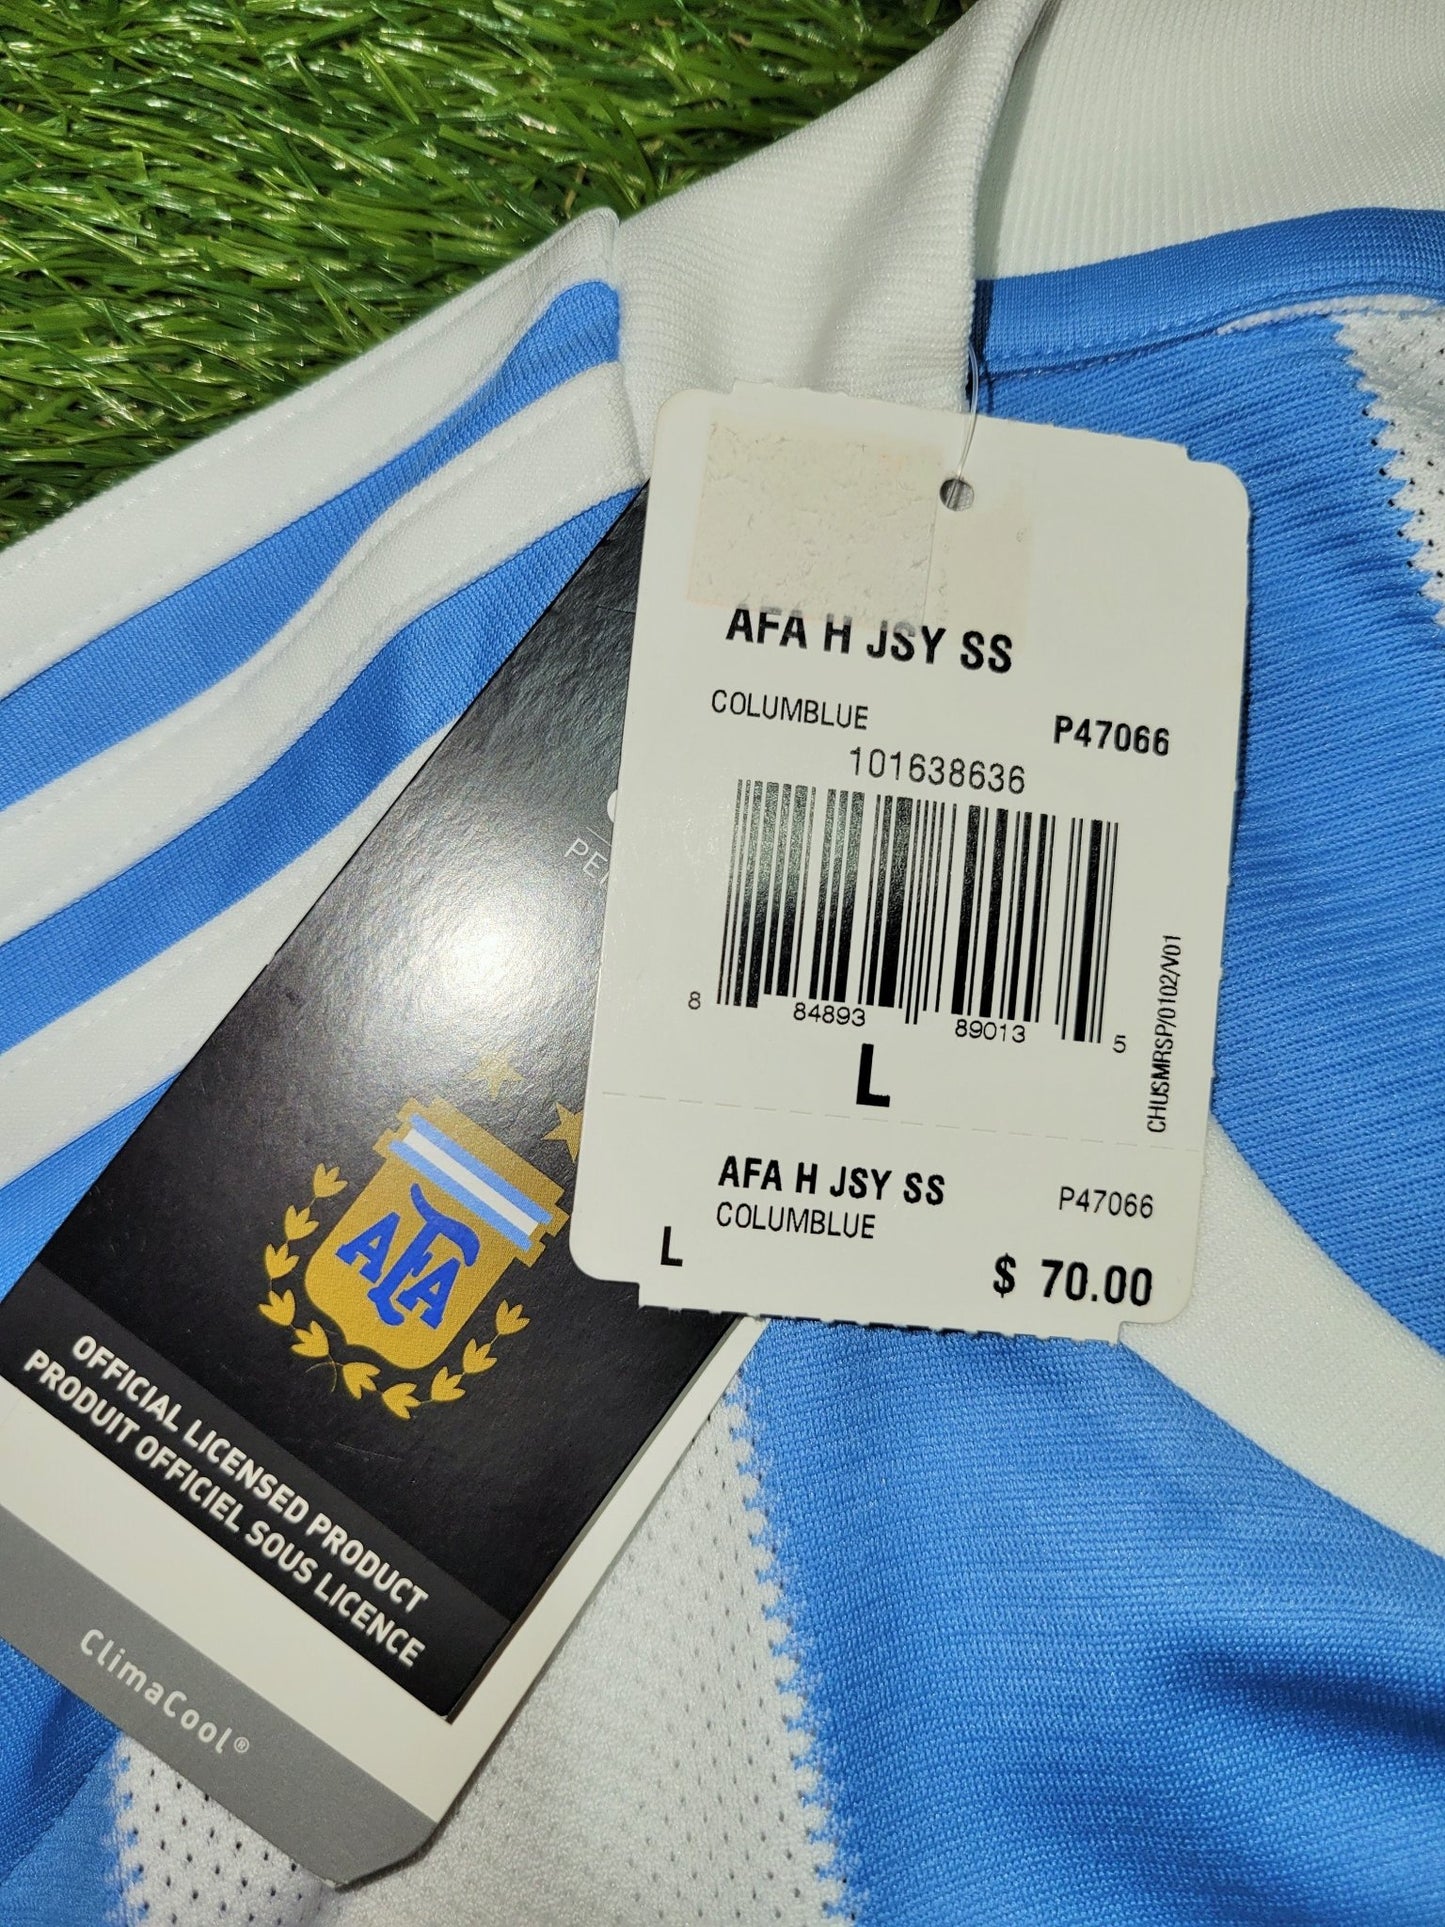 AFA H JSY SS
COLUMBLUE P47066
101638636
8 84893 89013 5
L
CHUSMRSP/0102/V01
AFA H JSY SS P47066
COLUMBLUE
L $ 70.00
AFA
OFFICIAL LICENSED PRODUCT
PRODUIT OFFICIEL SOUS LICENCE
ClimaCool®